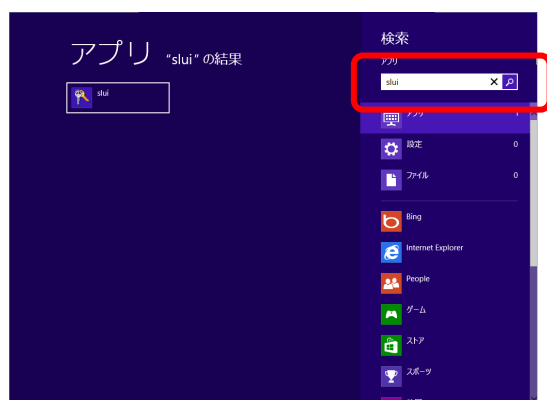 アプリ "slui" の結果
slui
検索
アプリ
slui
アプリ 1
設定 0
ファイル 0
Bing
Internet Explorer
People
ゲーム
ストア
スポーツ